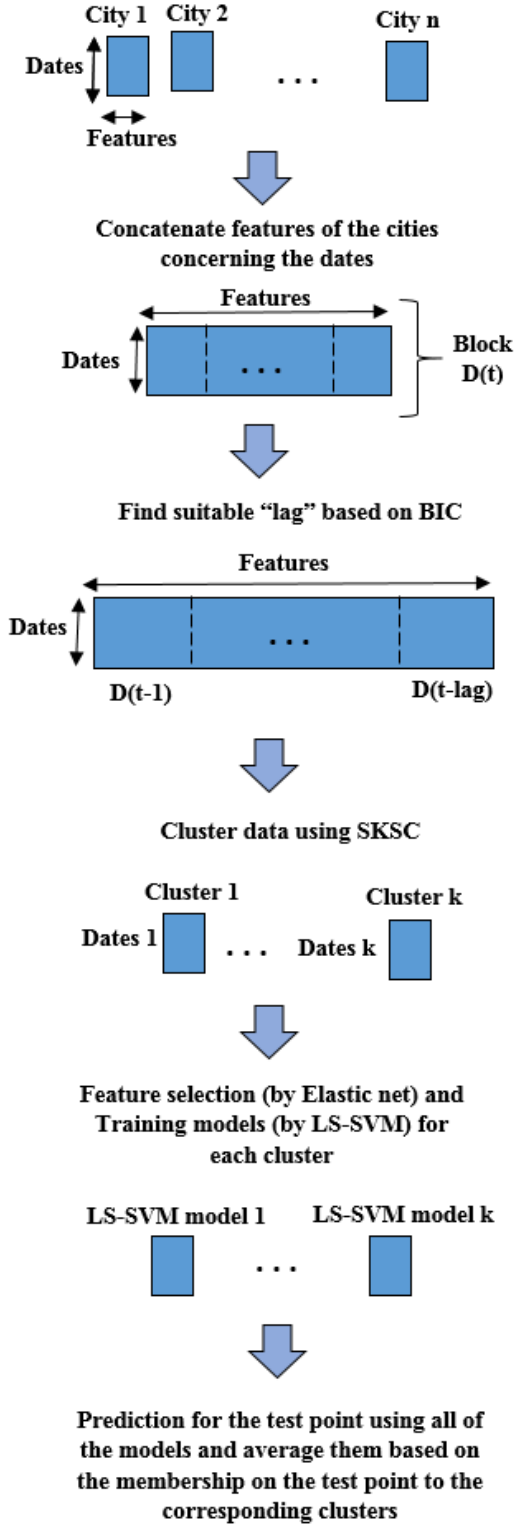 City 1 City 2 City n
Dates
. . .
Features
Concatenate features of the cities
concerning the dates
Features
Dates
. . .
Block
D(t)
Find suitable “lag” based on BIC
Features
Dates
. . .
D(t-1) D(t-lag)
Cluster data using SKSC
Cluster 1 Cluster k
Dates 1 . . . Dates k
Feature selection (by Elastic net) and
Training models (by LS-SVM) for
each cluster
LS-SVM model 1 LS-SVM model k
. . .
Prediction for the test point using all of
the models and average them based on
the membership on the test point to the
corresponding clusters